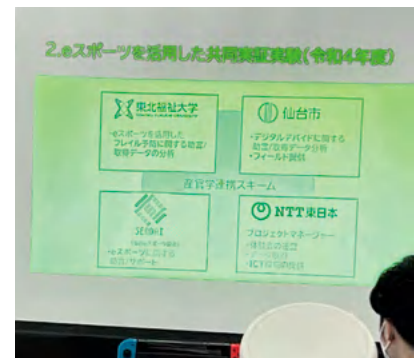 2.eスポーツを活用した共同実証実験(令和4年度)
東北福祉大学
・eスポーツを活用した
フレイル予防に関する助言/
取得データの分析
仙台市
・デジタルデバイドに関する
助言/取得データ分析
・フィールド提供
産官学連携スキーム
・eスポーツに関する
助言/サポート
NTT東日本
プロジェクトマネージャー